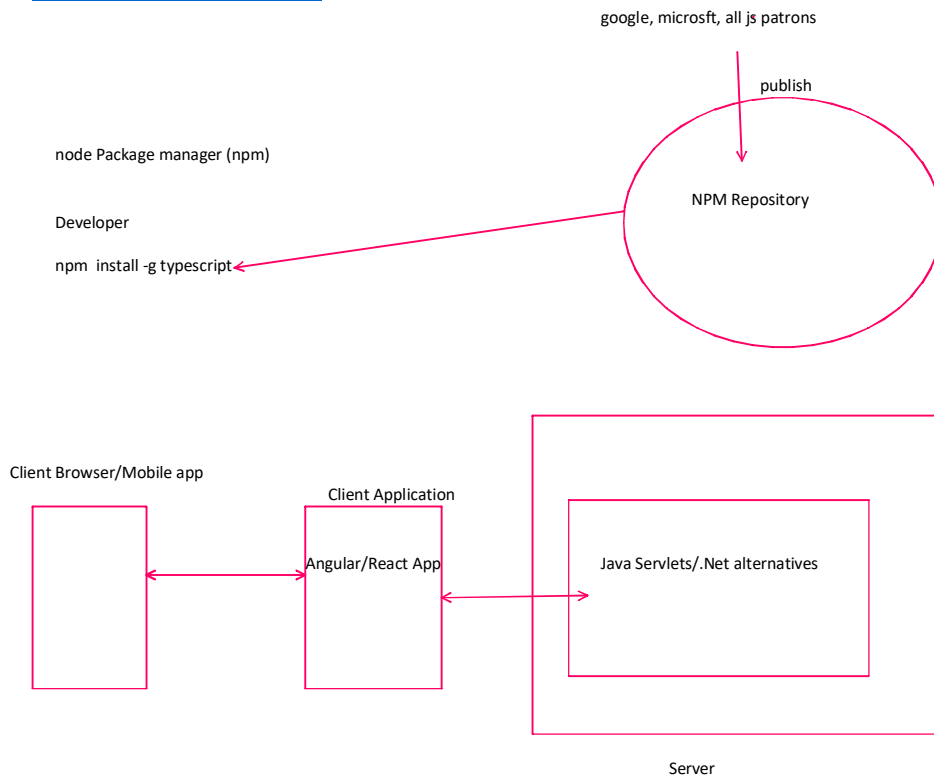 google, microsft, all js patrons
publish
node Package manager (npm)
NPM Repository
Developer
npm  install -g typescript
Client Browser/Mobile app
Client Application
Angular/React App
Java Servlets/.Net alternatives
Server